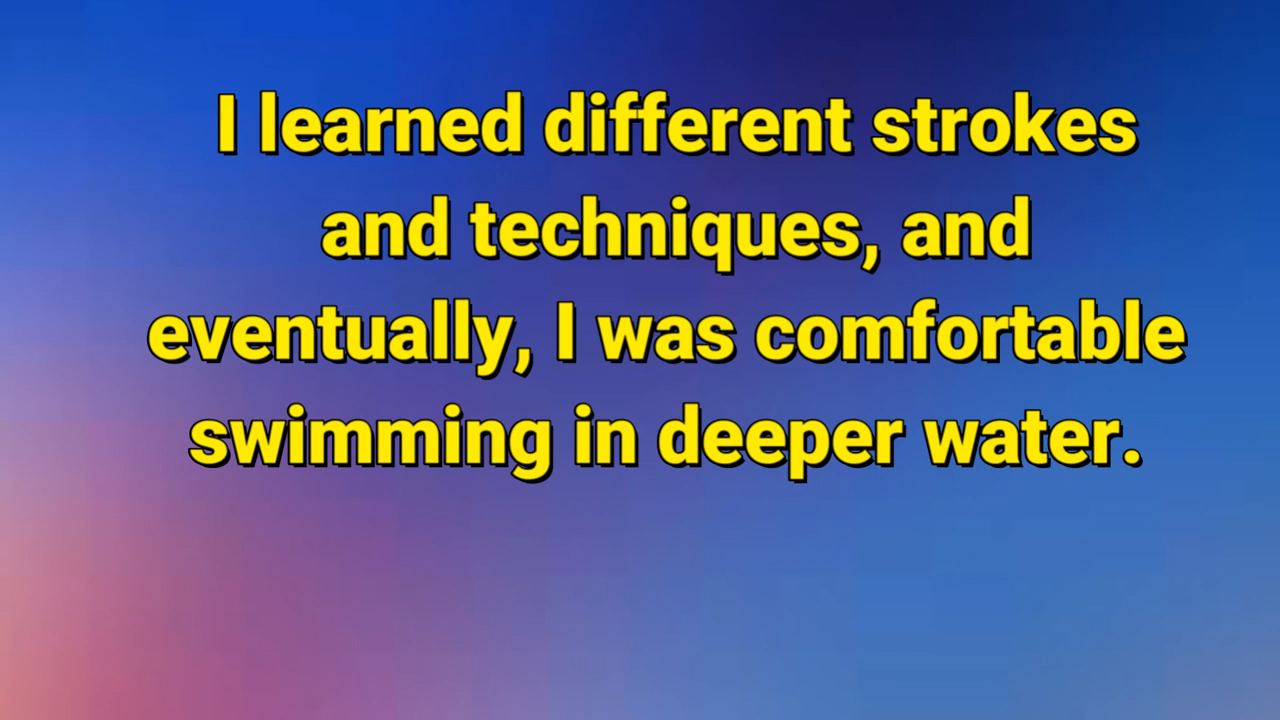 I learned different strokes
and techniques, and
eventually, I was comfortable
swimming in deeper water.